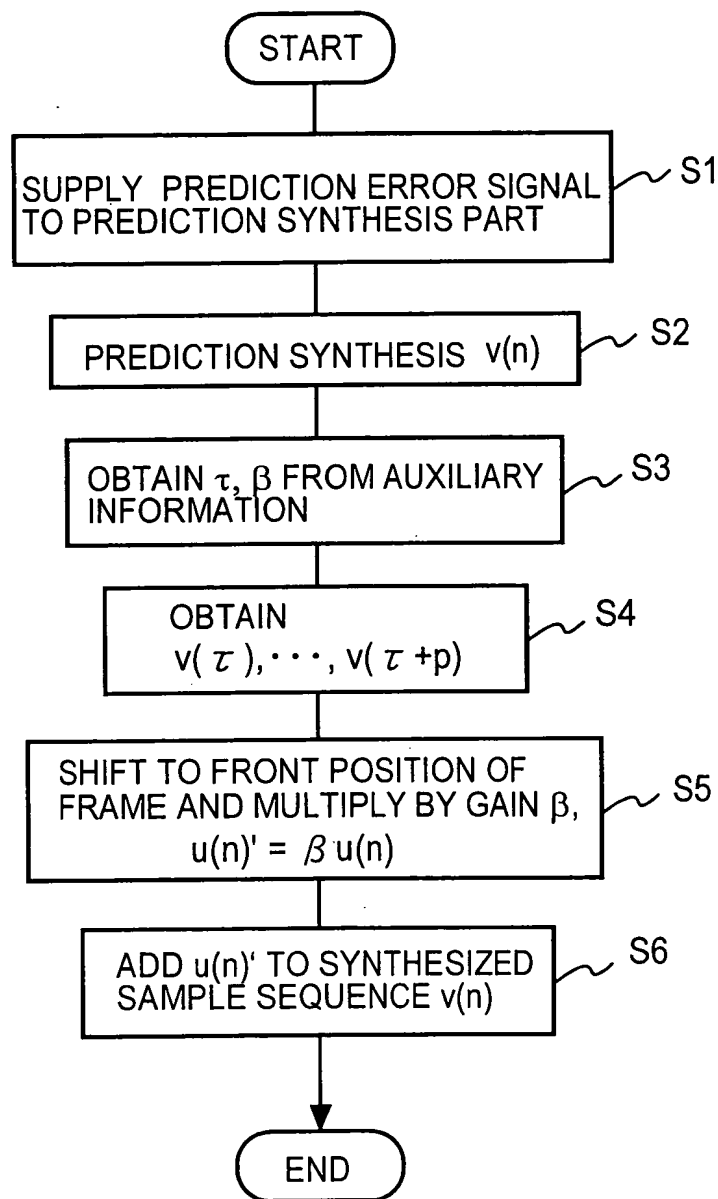 START
SUPPLY PREDICTION ERROR SIGNAL
TO PREDICTION SYNTHESIS PART
S1
PREDICTION SYNTHESIS v(n)
S2
OBTAIN τ, β FROM AUXILIARY
INFORMATION
S3
OBTAIN
v( τ ),···, v( τ +p)
S4
SHIFT TO FRONT POSITION OF
FRAME AND MULTIPLY BY GAIN β,
u(n)' = β u(n)
S5
ADD u(n)' TO SYNTHESIZED
SAMPLE SEQUENCE v(n)
S6
END